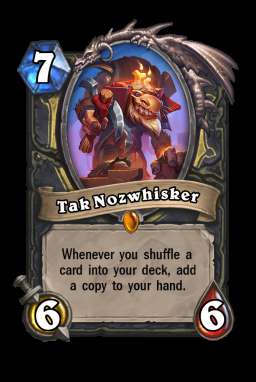 7
Tak Nozwhisker
Whenever you shuffle a
card into your deck, add
a copy to your hand.
6
6